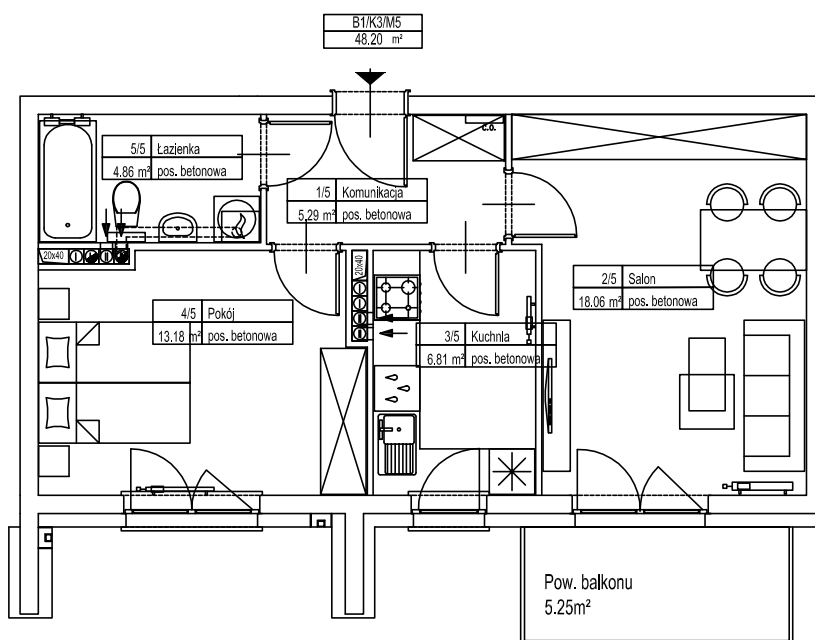 B1/K3/M5
48.20 m²
c.o.
5/5 Łazienka
4.86 m² pos. betonowa
1/5 Komunikacja
5.29 m² pos. betonowa
20x40
20x40
2/5 Salon
18.06 m² pos. betonowa
4/5 Pokój
13.18 m² pos. betonowa
3/5 Kuchnia
6.81 m² pos. betonowa
Pow. balkonu
5.25m²